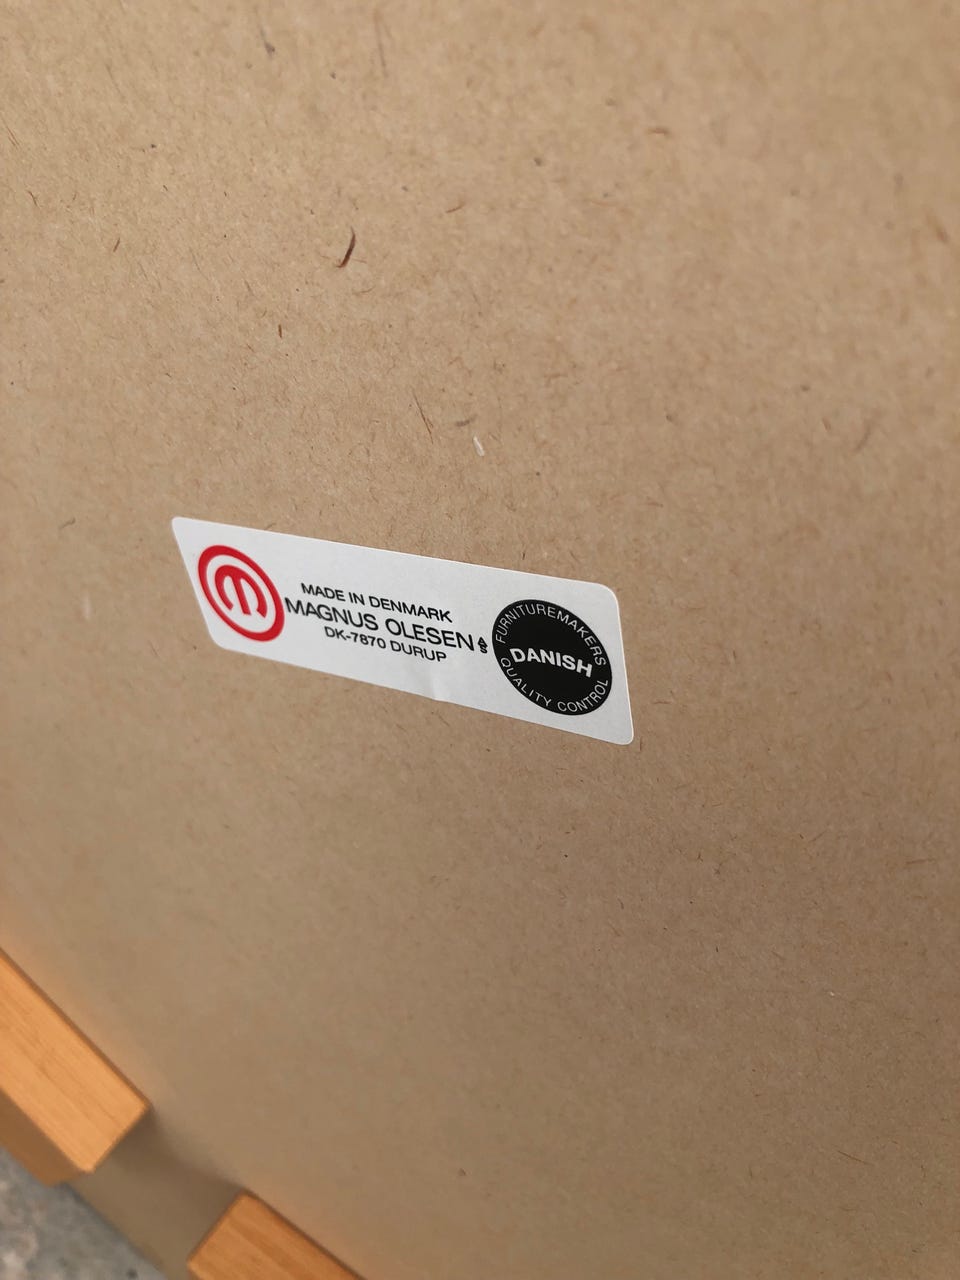 MADE IN DENMARK
MAGNUS OLESEN A/S
DK-7870 DURUP
FURNITUREMAKERS
DANISH
QUALITY CONTROL